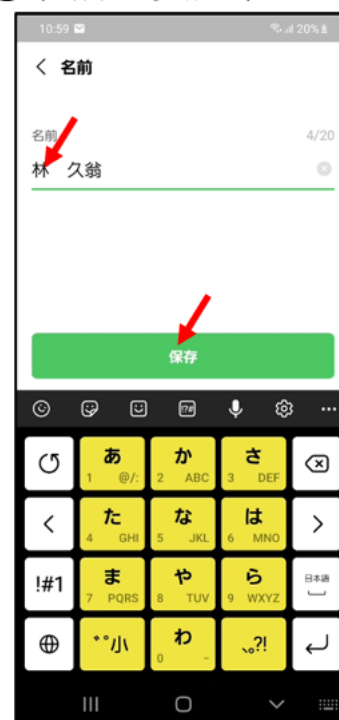 10:59 20%
名前
名前 4/20
林　久翁
保存
!?#
あ か さ
1 @/: 2 ABC 3 DEF
た な は
4 GHI 5 JKL 6 MNO
!#1 ま や ら 日本語
7 PQRS 8 TUV 9 WXYZ
゛゜小 わ 、。?!
0 -